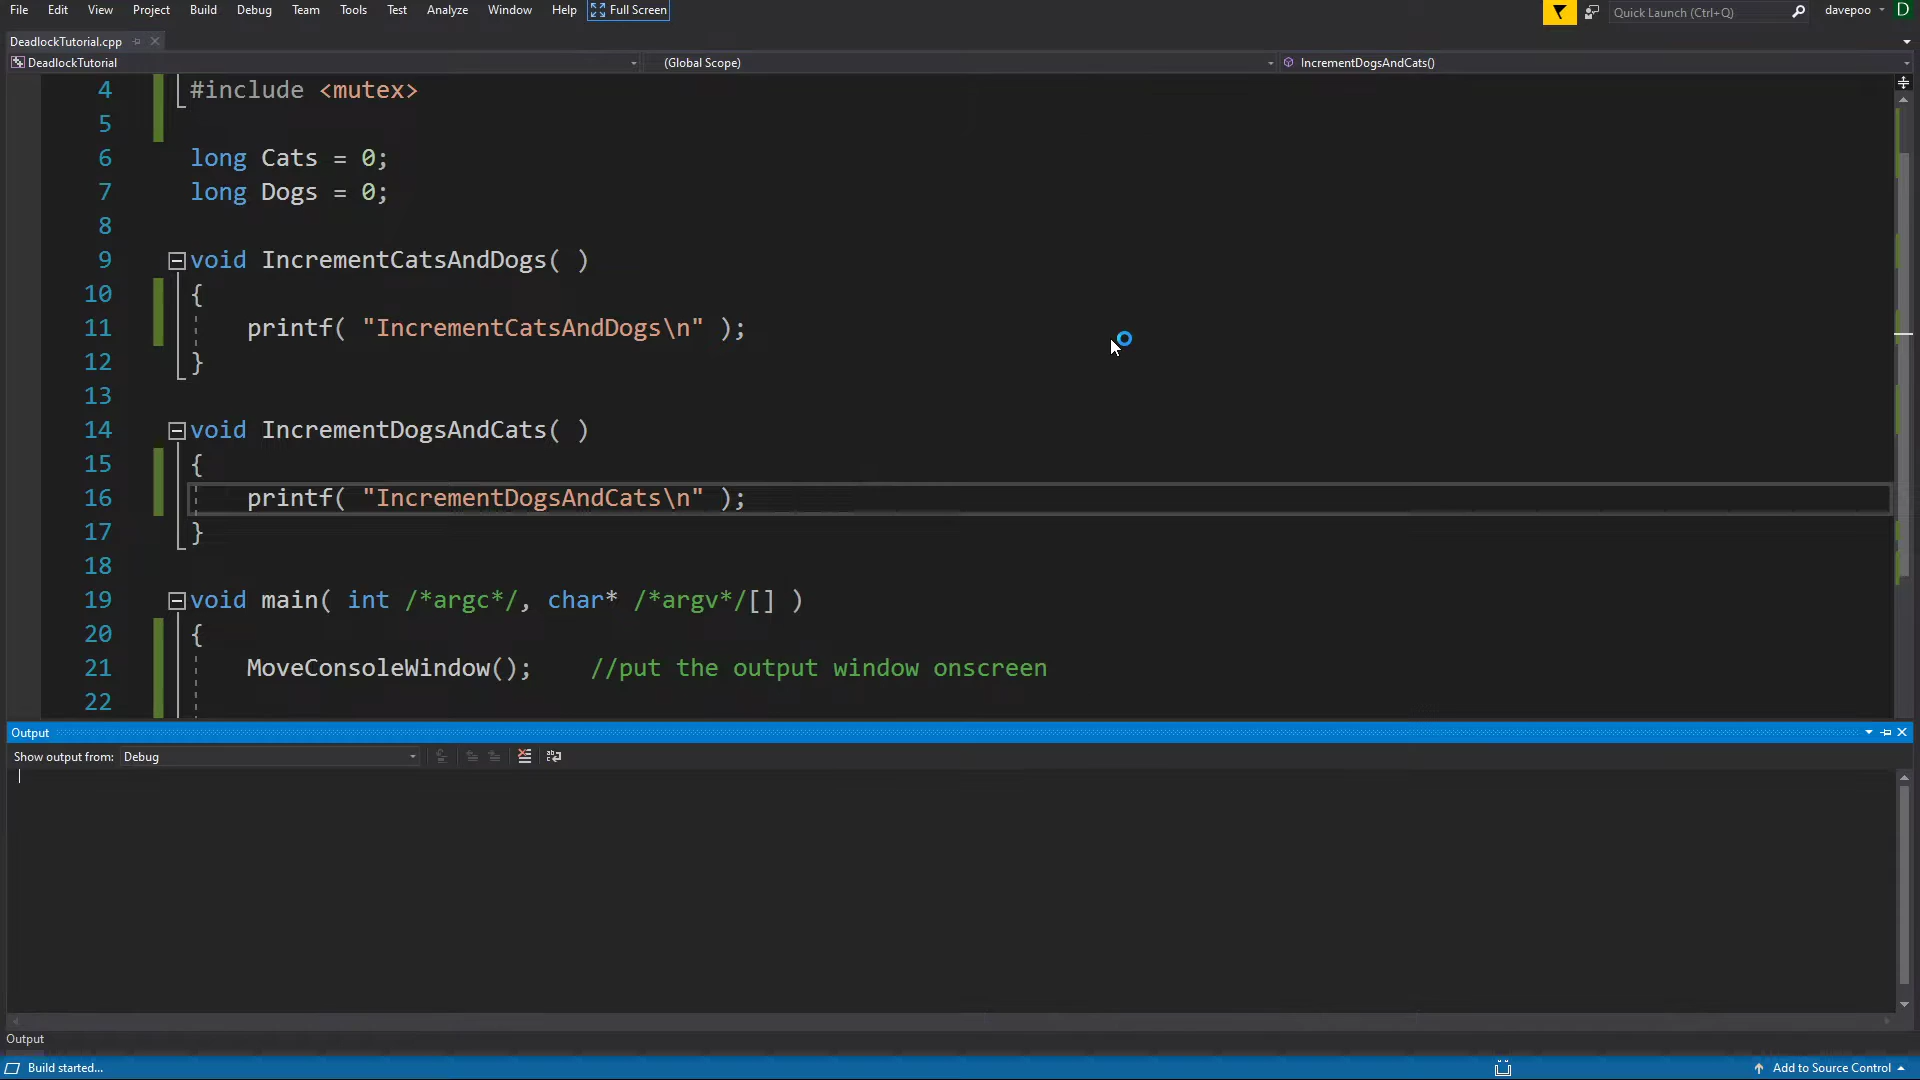 File Edit View Project Build Debug Team Tools Test Analyze Window Help Full Screen Quick Launch (Ctrl+Q) davepoo D
DeadlockTutorial.cpp
DeadlockTutorial (Global Scope) IncrementDogsAndCats()
4 #include <mutex>
5
6 long Cats = 0;
7 long Dogs = 0;
8
9 void IncrementCatsAndDogs( )
10 {
11 printf( "IncrementCatsAndDogs\n" );
12 }
13
14 void IncrementDogsAndCats( )
15 {
16 printf( "IncrementDogsAndCats\n" );
17 }
18
19 void main( int /*argc*/, char* /*argv*/[] )
20 {
21 MoveConsoleWindow(); //put the output window onscreen
22
Output
Show output from: Debug
Output
Build started... Add to Source Control